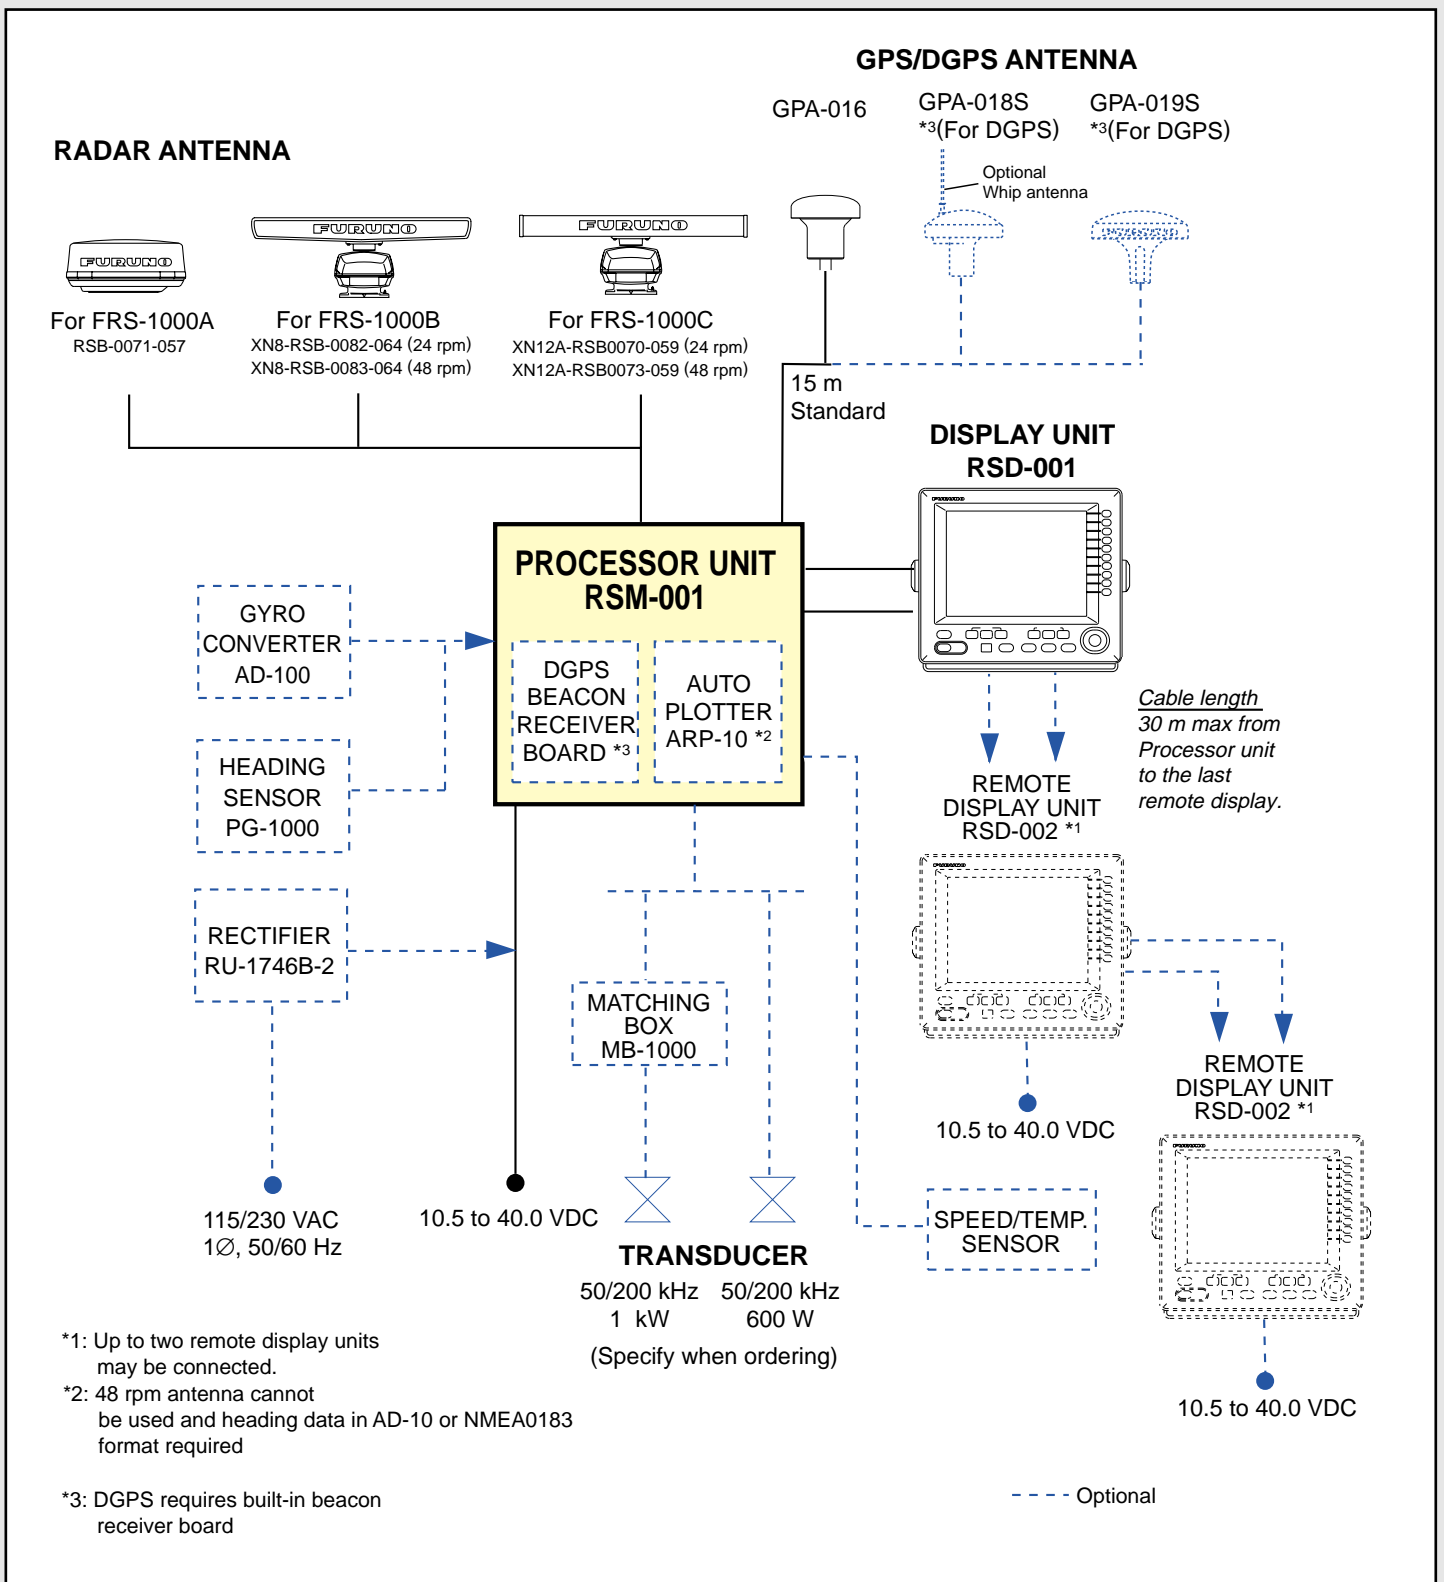 GPS/DGPS ANTENNA
GPA-016
GPA-018S
*3(For DGPS)
GPA-019S
*3(For DGPS)
Optional
Whip antenna
RADAR ANTENNA
FURUNO
FURUNO
FURUNO
For FRS-1000A
RSB-0071-057
For FRS-1000B
XN8-RSB-0082-064 (24 rpm)
XN8-RSB-0083-064 (48 rpm)
For FRS-1000C
XN12A-RSB0070-059 (24 rpm)
XN12A-RSB0073-059 (48 rpm)
15 m
Standard
DISPLAY UNIT
RSD-001
FURUNO
PROCESSOR UNIT
RSM-001
DGPS
BEACON
RECEIVER
BOARD *3
AUTO
PLOTTER
ARP-10 *2
GYRO
CONVERTER
AD-100
HEADING
SENSOR
PG-1000
RECTIFIER
RU-1746B-2
Cable length
30 m max from
Processor unit
to the last
remote display.
REMOTE
DISPLAY UNIT
RSD-002 *1
FURUNO
MATCHING
BOX
MB-1000
REMOTE
DISPLAY UNIT
RSD-002 *1
FURUNO
10.5 to 40.0 VDC
115/230 VAC
1∅, 50/60 Hz
10.5 to 40.0 VDC
SPEED/TEMP.
SENSOR
TRANSDUCER
50/200 kHz
1 kW
50/200 kHz
600 W
(Specify when ordering)
10.5 to 40.0 VDC
*1: Up to two remote display units
may be connected.
*2: 48 rpm antenna cannot
be used and heading data in AD-10 or NMEA0183
format required
*3: DGPS requires built-in beacon
receiver board
Optional